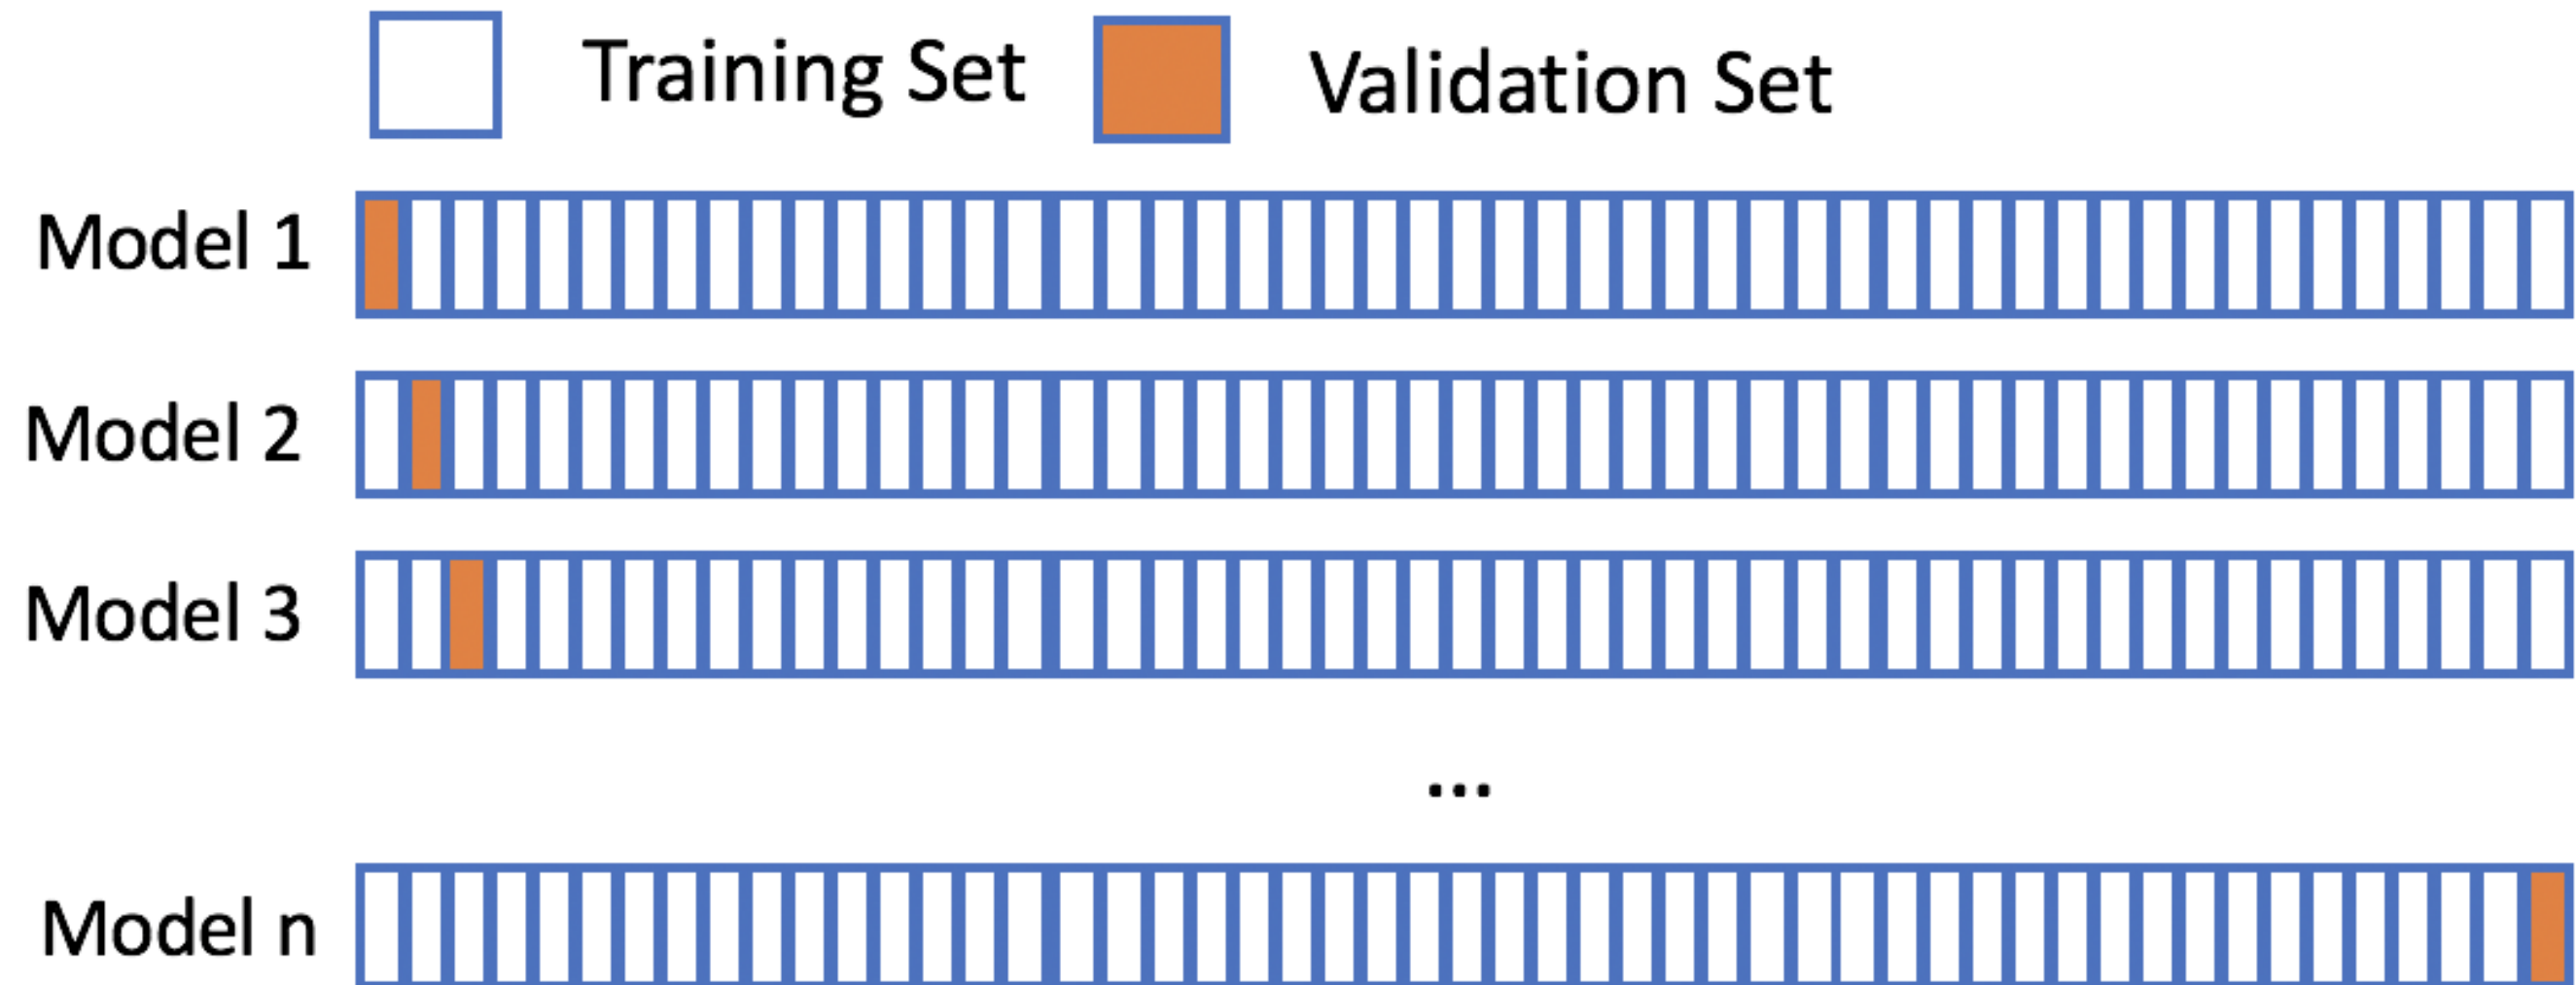 Training Set
Validation Set
Model 1
Model 2
Model 3
...
Model n